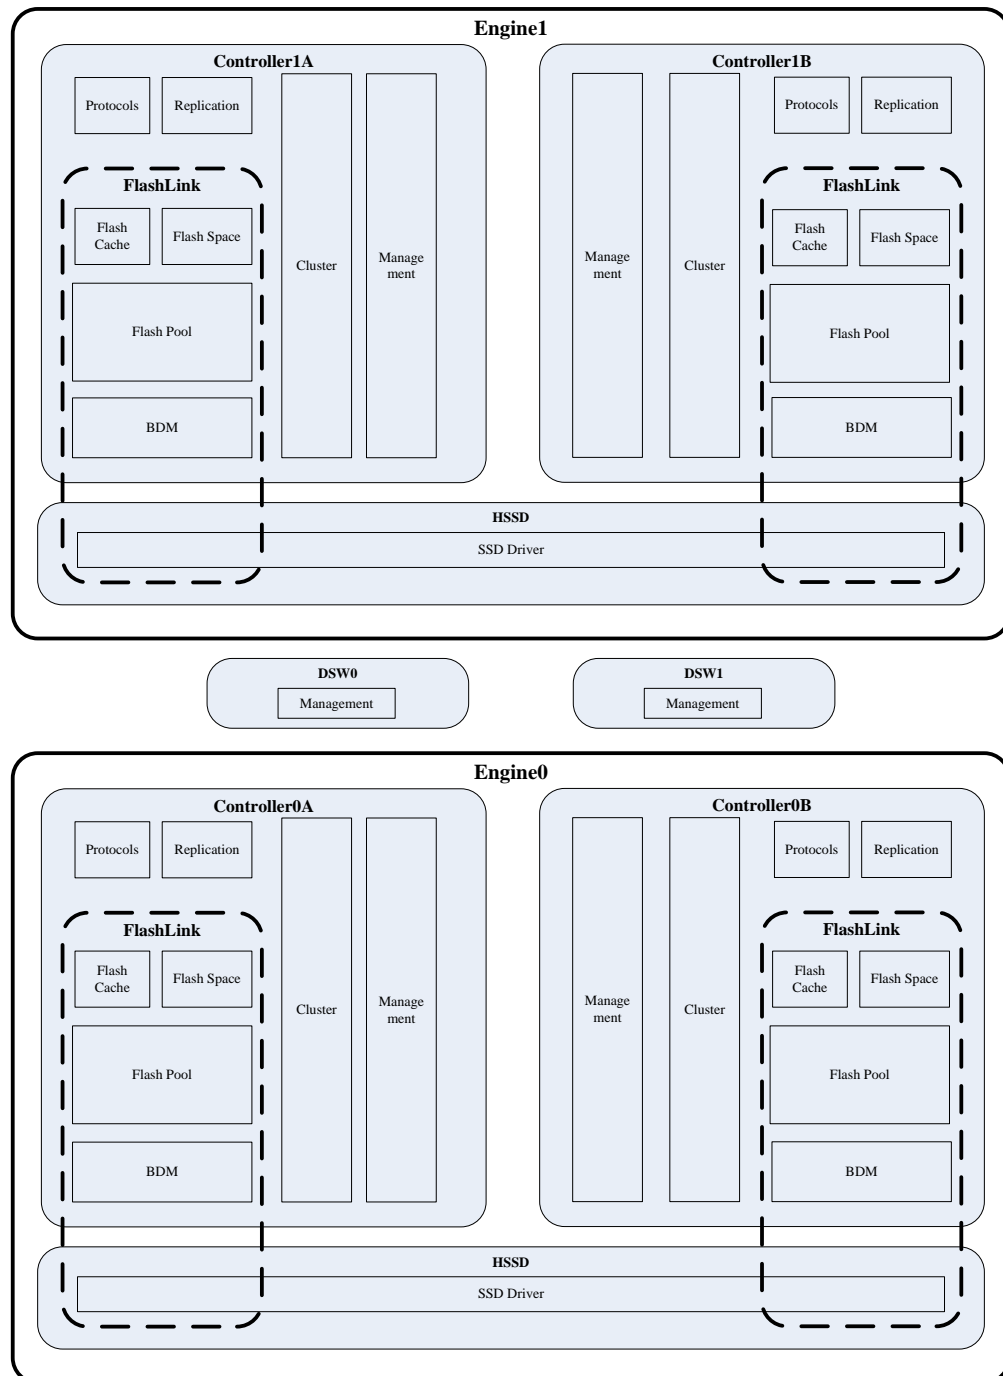 Engine1
Controller1A
Protocols
Replication
FlashLink
Flash
Cache
Flash Space
Flash Pool
BDM
Cluster
Manage
ment
Controller1B
Manage
ment
Cluster
Protocols
Replication
FlashLink
Flash
Cache
Flash Space
Flash Pool
BDM
HSSD
SSD Driver
DSW0
Management
DSW1
Management
Engine0
Controller0A
Protocols
Replication
FlashLink
Flash
Cache
Flash Space
Flash Pool
BDM
Cluster
Manage
ment
Controller0B
Manage
ment
Cluster
Protocols
Replication
FlashLink
Flash
Cache
Flash Space
Flash Pool
BDM
HSSD
SSD Driver